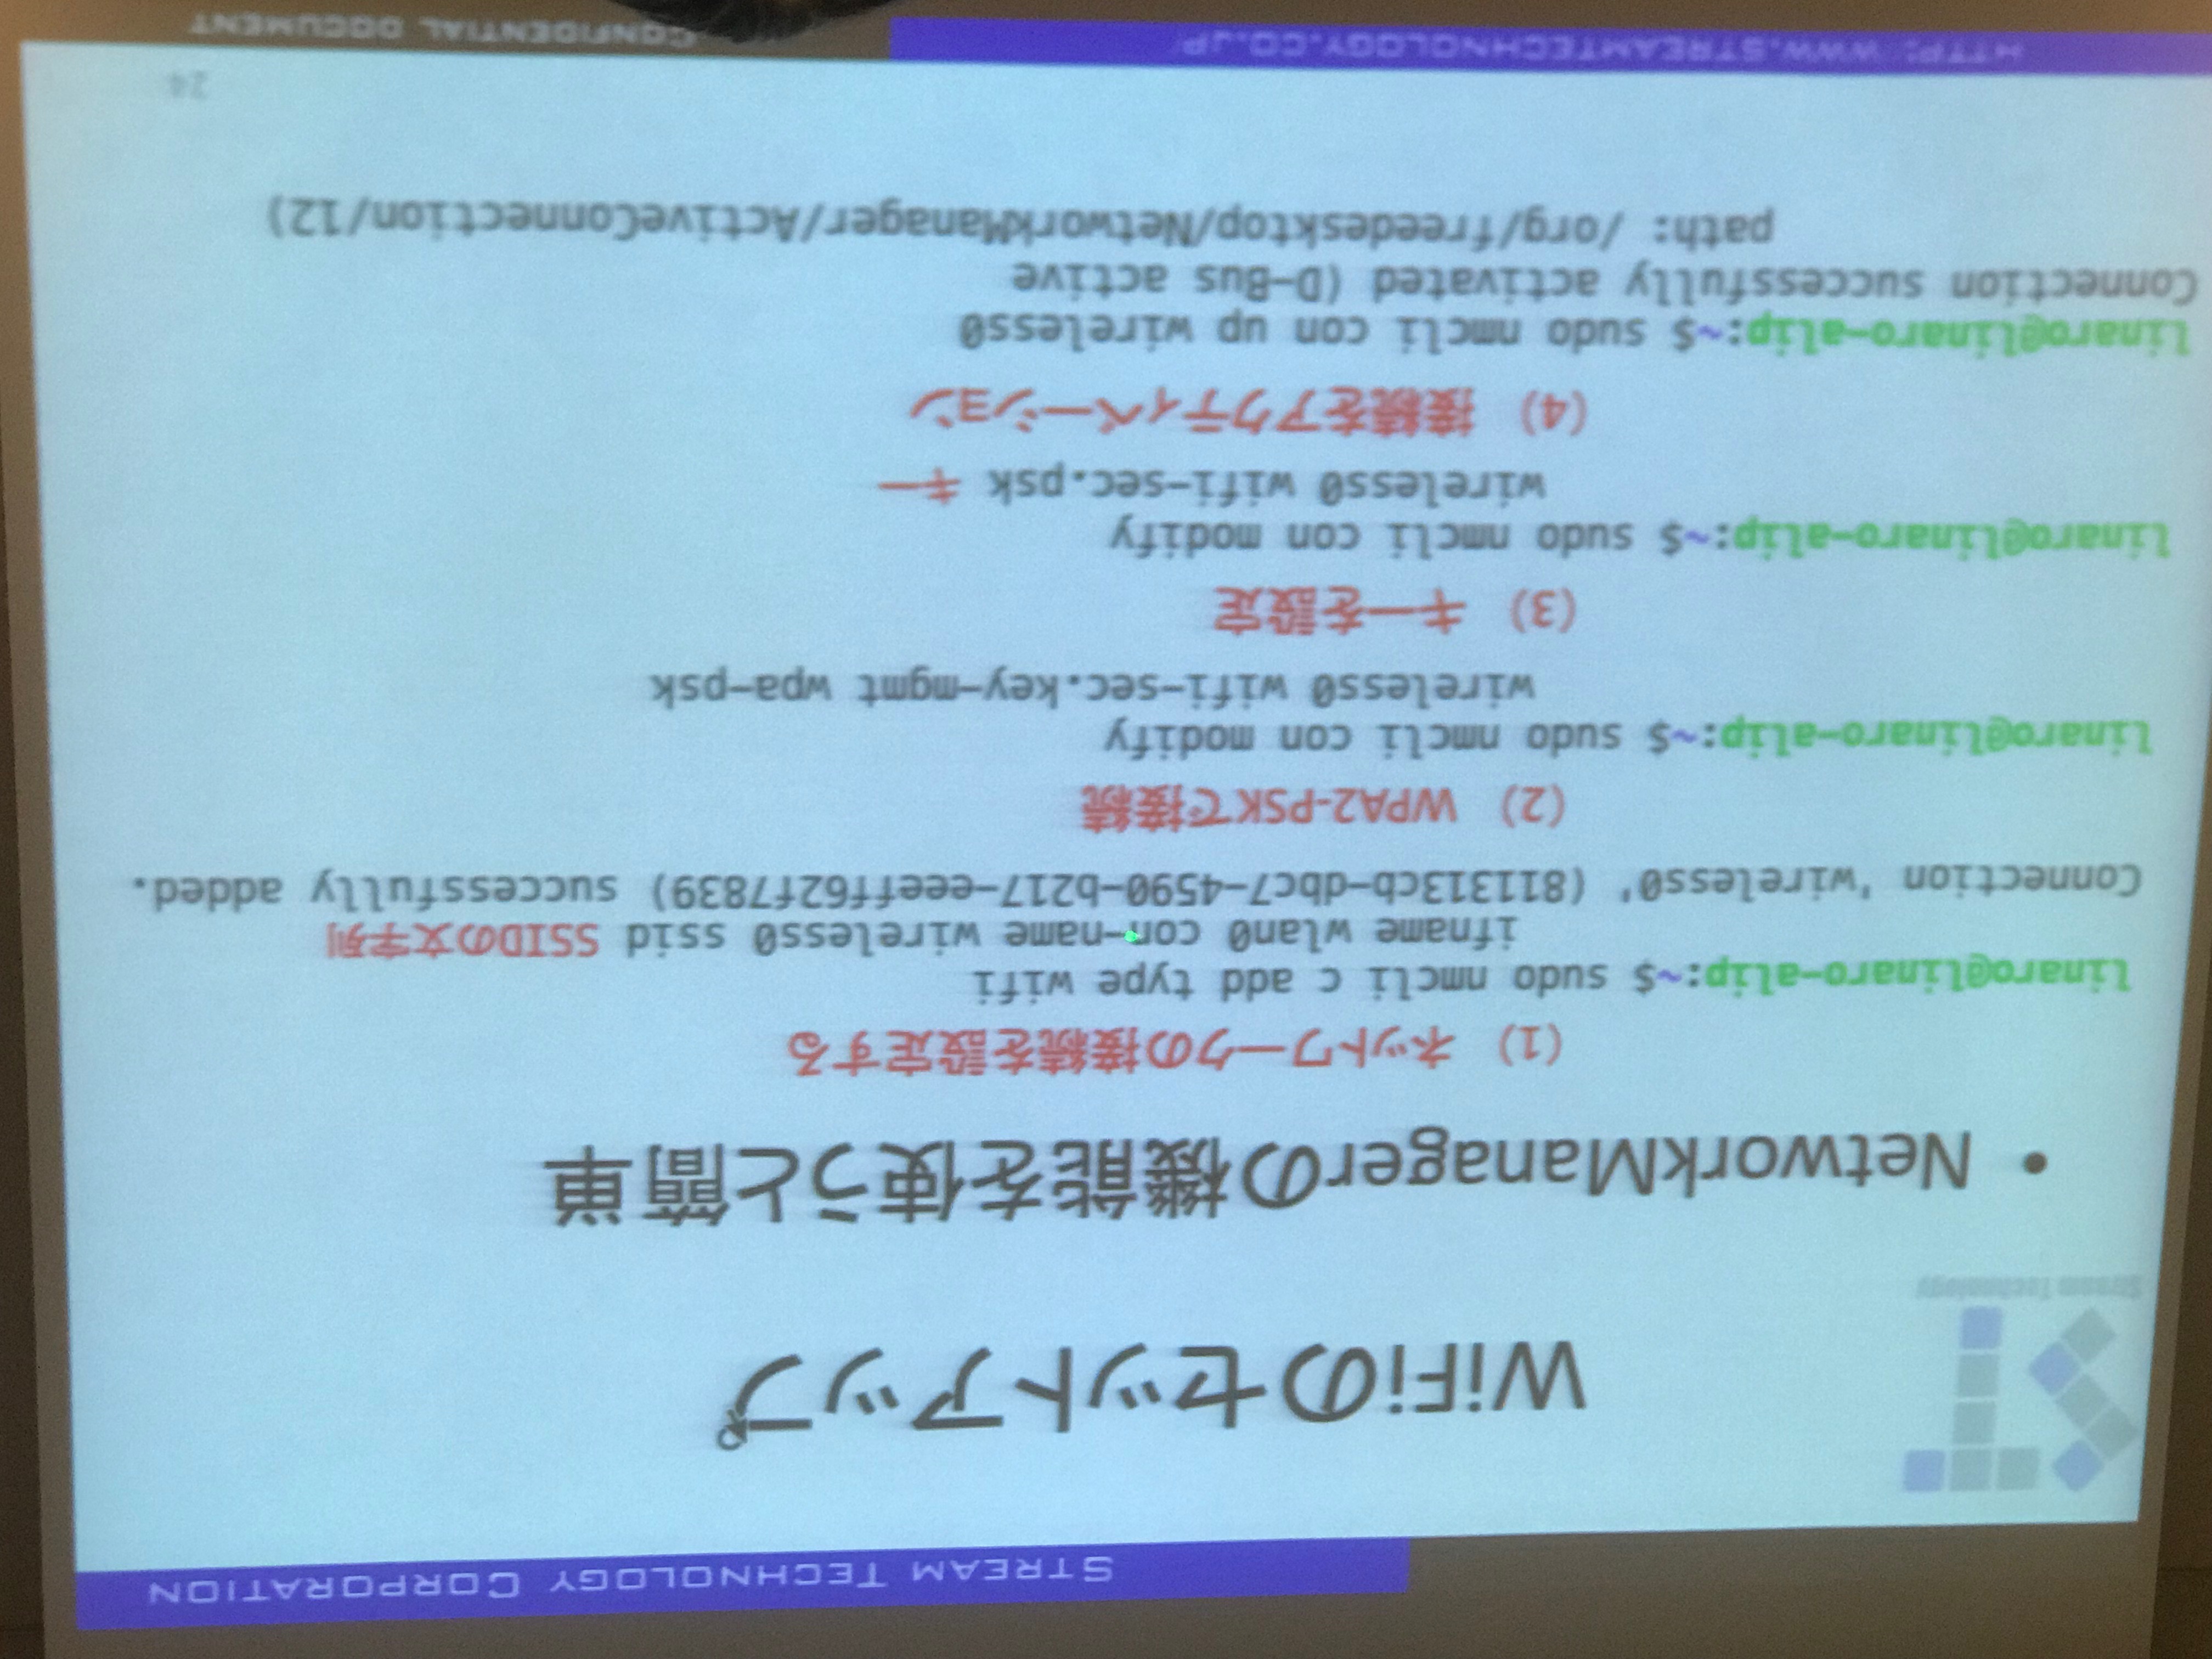 STREAM TECHNOLOGY CORPORATION
Stream Technology
WiFiのセットアップ
• NetworkManagerの機能を使うと簡単
（1） ネットワークの接続を設定する
linaro@linaro-alip:~$ sudo nmcli c add type wifi
ifname wlan0 con-name wireless0 ssid SSIDの文字列
Connection 'wireless0' (811313cb-dbc7-4590-b217-eeeff62f7839) successfully added.
（2） WPA2-PSKで接続
linaro@linaro-alip:~$ sudo nmcli con modify
wireless0 wifi-sec.key-mgmt wpa-psk
（3） キーを設定
linaro@linaro-alip:~$ sudo nmcli con modify
wireless0 wifi-sec.psk キー
（4） 接続をアクティベーション
linaro@linaro-alip:~$ sudo nmcli con up wireless0
Connection successfully activated (D-Bus active
path: /org/freedesktop/NetworkManager/ActiveConnection/12)
24
HTTP://WWW.STREAMTECHNOLOGY.CO.JP/
CONFIDENTIAL DOCUMENT